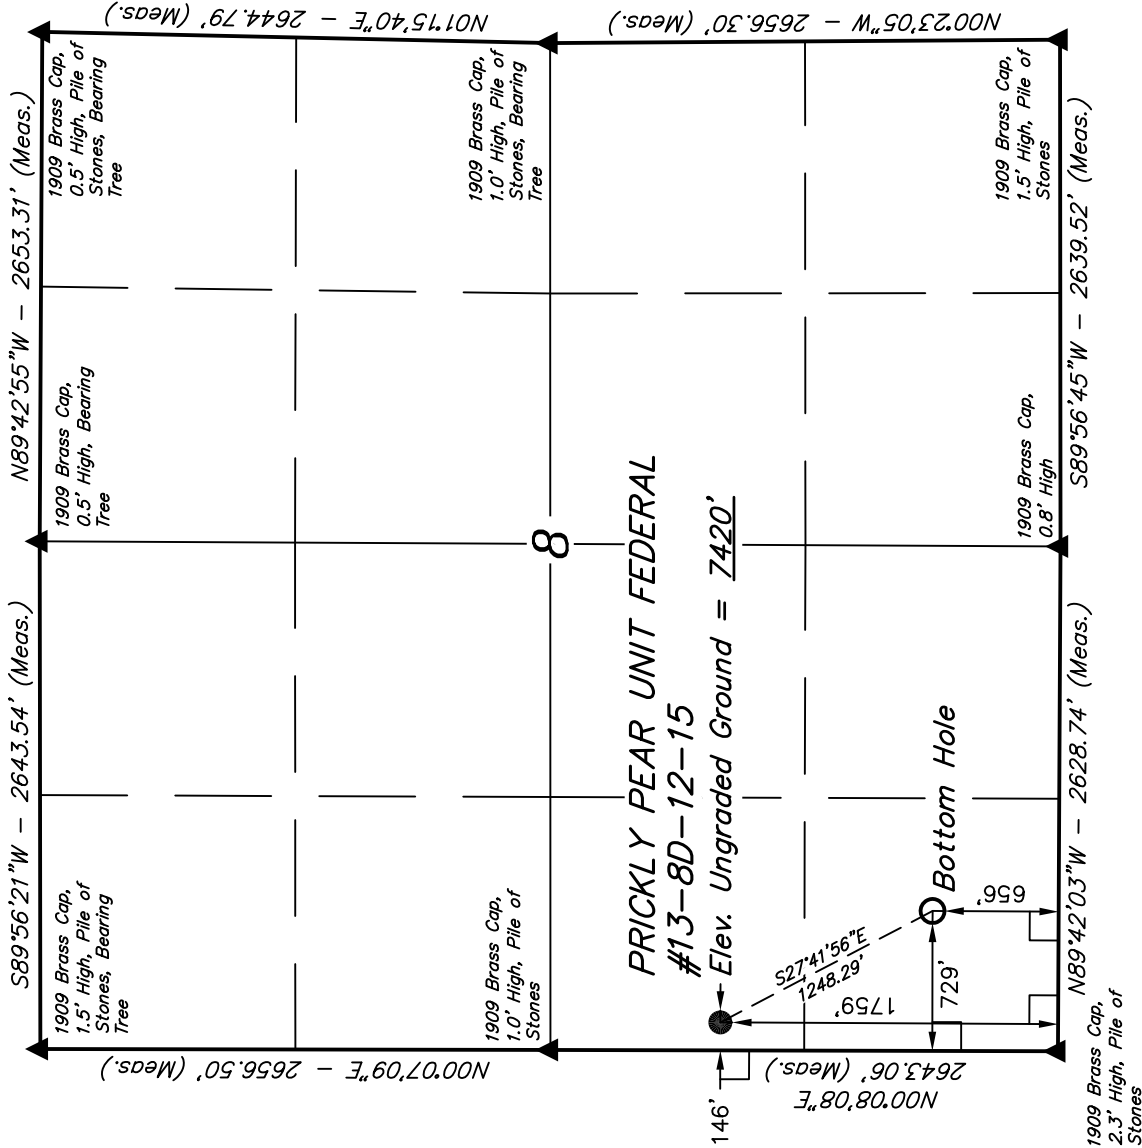 S89°56'21"W - 2643.54' (Meas.)
N89°42'55"W - 2653.31' (Meas.)
1909 Brass Cap,
1.5' High, Pile of
Stones, Bearing
Tree
1909 Brass Cap,
0.5' High, Bearing
Tree
1909 Brass Cap,
0.5' High, Pile of
Stones, Bearing
Tree
N00°07'09"E - 2656.50' (Meas.)
N01°15'40"E - 2644.79' (Meas.)
1909 Brass Cap,
1.0' High, Pile of
Stones
8
1909 Brass Cap,
1.0' High, Pile of
Stones, Bearing
Tree
PRICKLY PEAR UNIT FEDERAL
#13-8D-12-15
Elev. Ungraded Ground = 7420'
146'
S27°41'56"E
1248.29'
1759'
729'
Bottom Hole
656'
N00°08'08"E
2643.06' (Meas.)
N00°23'05"W - 2656.30' (Meas.)
1909 Brass Cap,
0.8' High
1909 Brass Cap,
1.5' High, Pile of
Stones
1909 Brass Cap,
2.3' High, Pile of
Stones
N89°42'03"W - 2628.74' (Meas.)
S89°56'45"W - 2639.52' (Meas.)